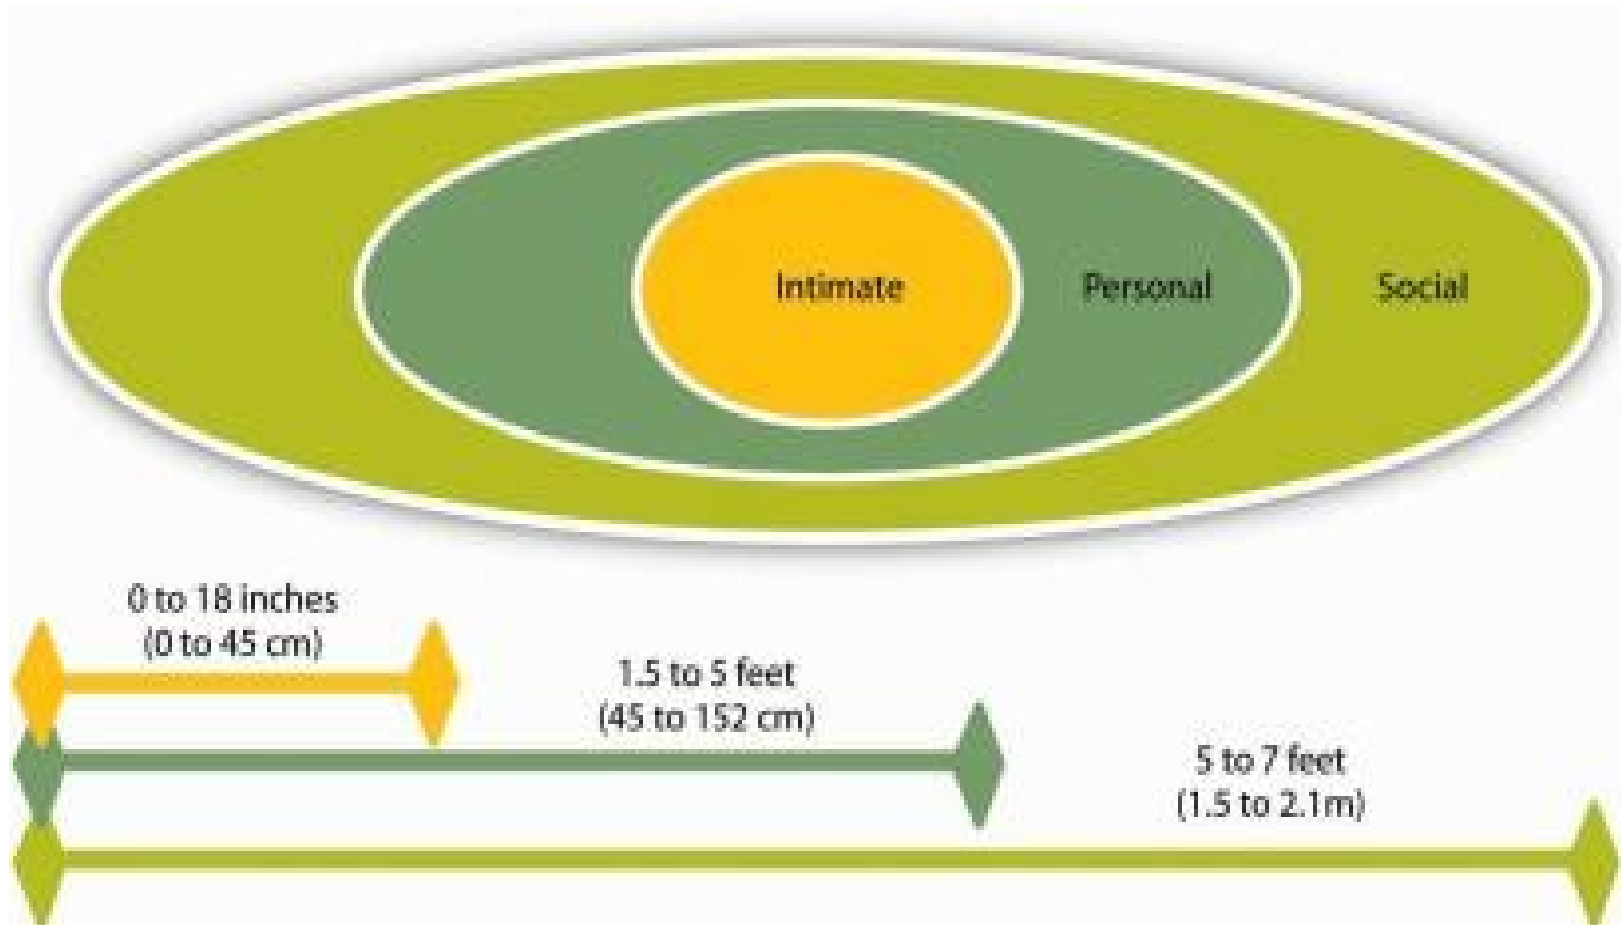 Intimate
Personal
Social
0 to 18 inches
(0 to 45 cm)
1.5 to 5 feet
(45 to 152 cm)
5 to 7 feet
(1.5 to 2.1m)